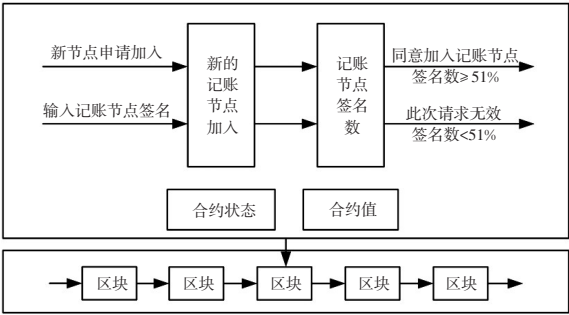 新节点申请加入
输入记账节点签名
新的
记账
节点
加入
记账
节点
签名
数
同意加入记账节点
签名数≥51%
此次请求无效
签名数<51%
合约状态
合约值
区块
区块
区块
区块
区块